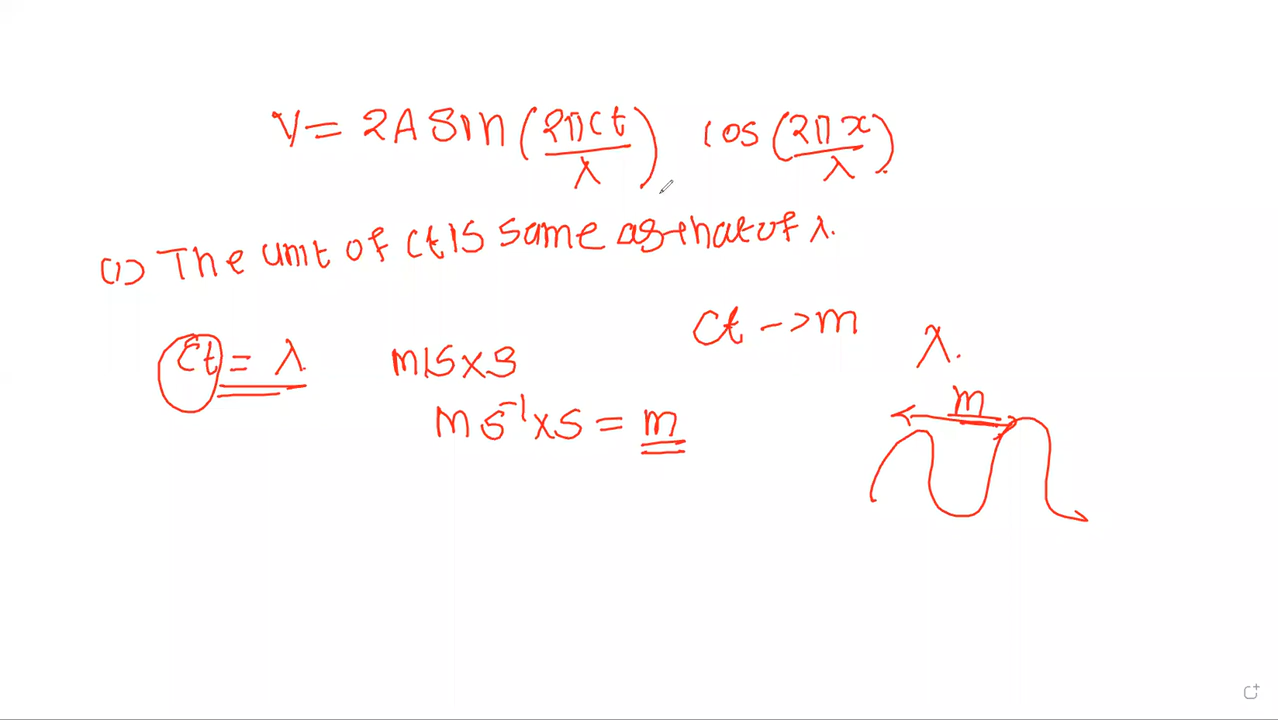 y = 2A Sin (2πct/λ) cos (2πx/λ).
(1) The unit of ct is same as that of λ.
ct = λ
m/s x s
ms⁻¹ x s = m
ct --> m
λ.
m